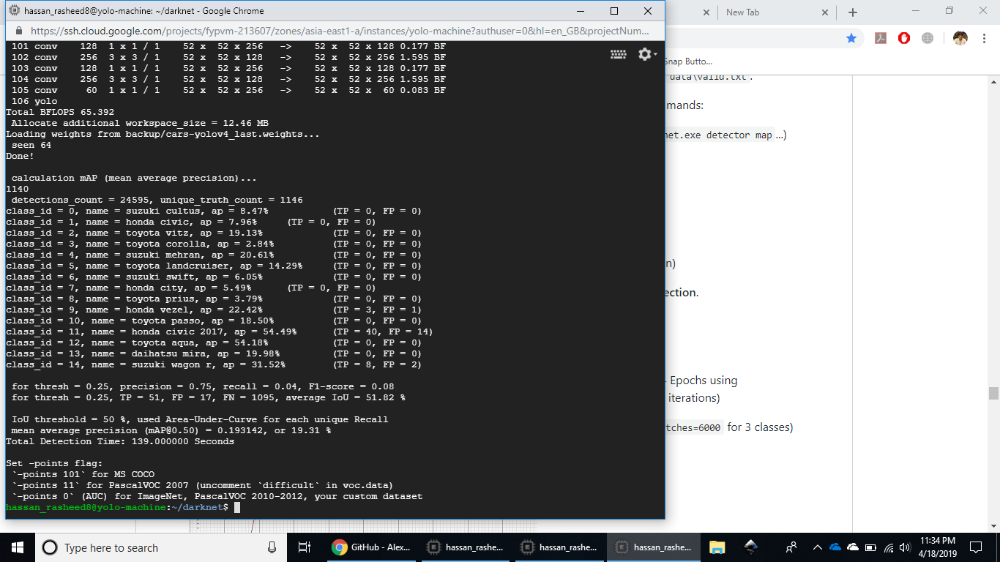 hassan_rasheed8@yolo-machine: ~/darknet - Google Chrome
New Tab
https://ssh.cloud.google.com/projects/fypvm-213607/zones/asia-east1-a/instances/yolo-machine?authuser=0&hl=en_GB&projectNum...
101 conv 128 1 x 1 / 1 52 x 52 x 256 -> 52 x 52 x 128 0.177 BF
102 conv 256 3 x 3 / 1 52 x 52 x 128 -> 52 x 52 x 256 1.595 BF
103 conv 128 1 x 1 / 1 52 x 52 x 256 -> 52 x 52 x 128 0.177 BF
104 conv 256 3 x 3 / 1 52 x 52 x 128 -> 52 x 52 x 256 1.595 BF
105 conv 60 1 x 1 / 1 52 x 52 x 256 -> 52 x 52 x 60 0.083 BF
106 yolo
Total BFLOPS 65.392
Allocate additional workspace_size = 12.46 MB
Loading weights from backup/cars-yolov4_last.weights...
seen 64
Done!
calculation mAP (mean average precision)...
1140
detections_count = 24595, unique_truth_count = 1146
class_id = 0, name = suzuki cultus, ap = 8.47% (TP = 0, FP = 0)
class_id = 1, name = honda civic, ap = 7.96% (TP = 0, FP = 0)
class_id = 2, name = toyota vitz, ap = 19.13% (TP = 0, FP = 0)
class_id = 3, name = toyota corolla, ap = 2.84% (TP = 0, FP = 0)
class_id = 4, name = suzuki mehran, ap = 20.61% (TP = 0, FP = 0)
class_id = 5, name = toyota landcruiser, ap = 14.29% (TP = 0, FP = 0)
class_id = 6, name = suzuki swift, ap = 6.05% (TP = 0, FP = 0)
class_id = 7, name = honda city, ap = 5.49% (TP = 0, FP = 0)
class_id = 8, name = toyota prius, ap = 3.79% (TP = 0, FP = 0)
class_id = 9, name = honda vezel, ap = 22.42% (TP = 3, FP = 1)
class_id = 10, name = toyota passo, ap = 18.50% (TP = 0, FP = 0)
class_id = 11, name = honda civic 2017, ap = 54.49% (TP = 40, FP = 14)
class_id = 12, name = toyota aqua, ap = 54.18% (TP = 0, FP = 0)
class_id = 13, name = daihatsu mira, ap = 19.98% (TP = 0, FP = 0)
class_id = 14, name = suzuki wagon r, ap = 31.52% (TP = 8, FP = 2)
for thresh = 0.25, precision = 0.75, recall = 0.04, F1-score = 0.08
for thresh = 0.25, TP = 51, FP = 17, FN = 1095, average IoU = 51.82 %
IoU threshold = 50 %, used Area-Under-Curve for each unique Recall
mean average precision (mAP@0.50) = 0.193142, or 19.31 %
Total Detection Time: 139.000000 Seconds
Set -points flag:
`-points 101` for MS COCO
`-points 11` for PascalVOC 2007 (uncomment `difficult` in voc.data)
`-points 0` (AUC) for ImageNet, PascalVOC 2010-2012, your custom dataset
hassan_rasheed8@yolo-machine:~/darknet$
Snap Butto...
data\valid.txt.
mands:
net.exe detector map...)
n)
ection.
Epochs using
iterations)
tches=6000 for 3 classes)
Type here to search
GitHub - Alex...
hassan_rashe...
hassan_rashe...
hassan_rashe...
11:34 PM
4/18/2019